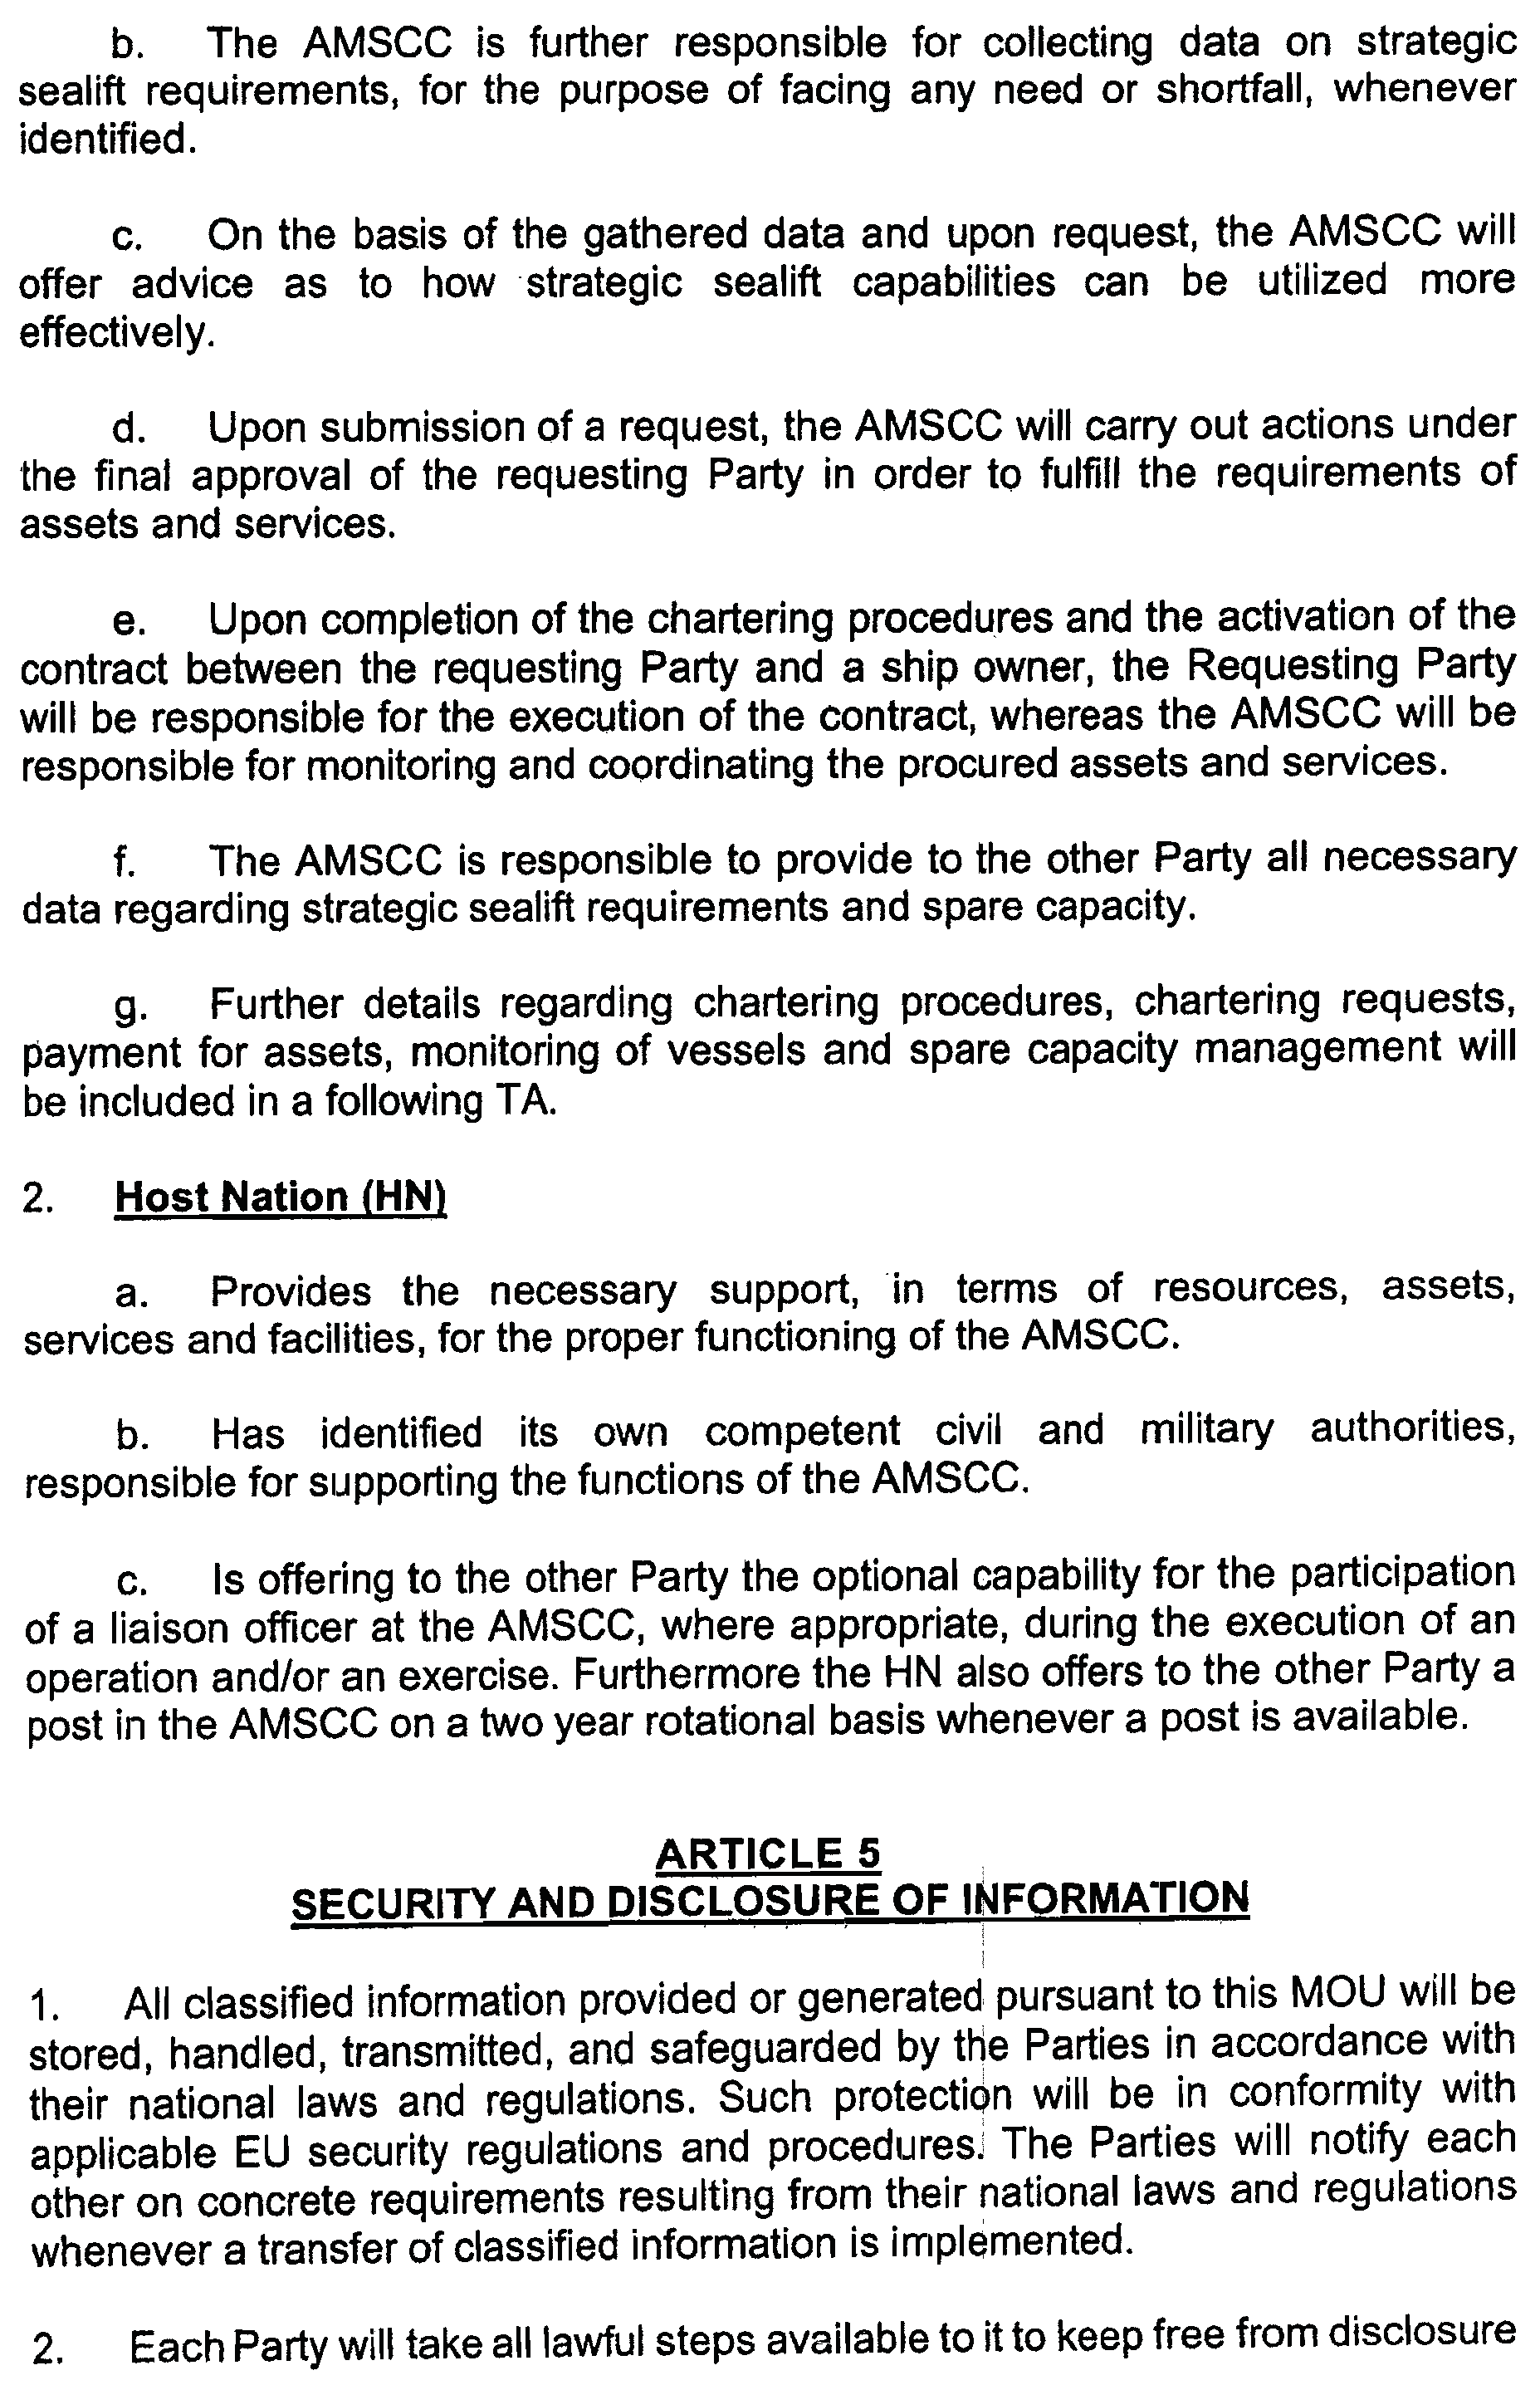 b. The AMSCC is further responsible for collecting data on strategic
sealift requirements, for the purpose of facing any need or shortfall, whenever
identified.
c. On the basis of the gathered data and upon request, the AMSCC will
offer advice as to how strategic sealift capabilities can be utilized more
effectively.
d. Upon submission of a request, the AMSCC will carry out actions under
the final approval of the requesting Party in order to fulfill the requirements of
assets and services.
e. Upon completion of the chartering procedures and the activation of the
contract between the requesting Party and a ship owner, the Requesting Party
will be responsible for the execution of the contract, whereas the AMSCC will be
responsible for monitoring and coordinating the procured assets and services.
f. The AMSCC is responsible to provide to the other Party all necessary
data regarding strategic sealift requirements and spare capacity.
g. Further details regarding chartering procedures, chartering requests,
payment for assets, monitoring of vessels and spare capacity management will
be included in a following TA.
2. Host Nation (HN)
a. Provides the necessary support, in terms of resources, assets,
services and facilities, for the proper functioning of the AMSCC.
b. Has identified its own competent civil and military authorities,
responsible for supporting the functions of the AMSCC.
c. Is offering to the other Party the optional capability for the participation
of a liaison officer at the AMSCC, where appropriate, during the execution of an
operation and/or an exercise. Furthermore the HN also offers to the other Party a
post in the AMSCC on a two year rotational basis whenever a post is available.
ARTICLE 5
SECURITY AND DISCLOSURE OF INFORMATION
1. All classified information provided or generated pursuant to this MOU will be
stored, handled, transmitted, and safeguarded by the Parties in accordance with
their national laws and regulations. Such protection will be in conformity with
applicable EU security regulations and procedures. The Parties will notify each
other on concrete requirements resulting from their national laws and regulations
whenever a transfer of classified information is implemented.
2. Each Party will take all lawful steps available to it to keep free from disclosure